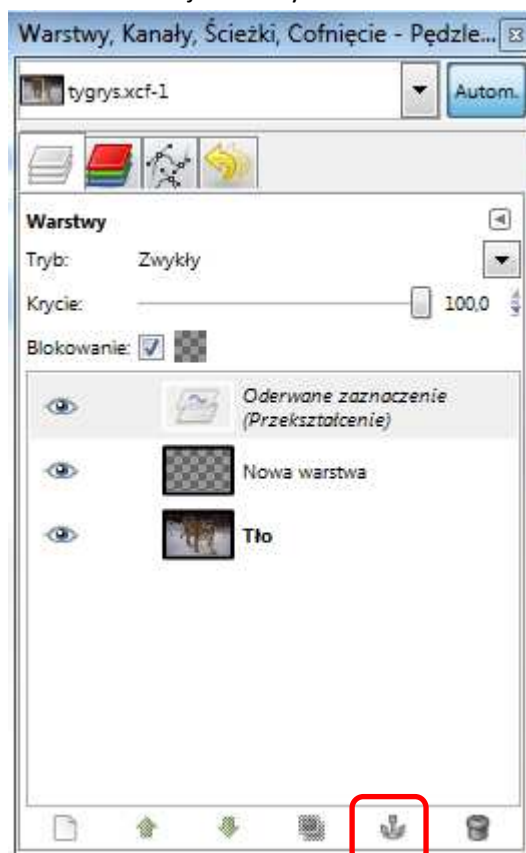 Warstwy, Kanały, Ścieżki, Cofnięcie - Pędzle...
tygrys.xcf-1
Autom.
Warstwy
Tryb: Zwykły
Krycie: 100,0
Blokowanie:
Oderwane zaznaczenie
(Przekształcenie)
Nowa warstwa
Tło